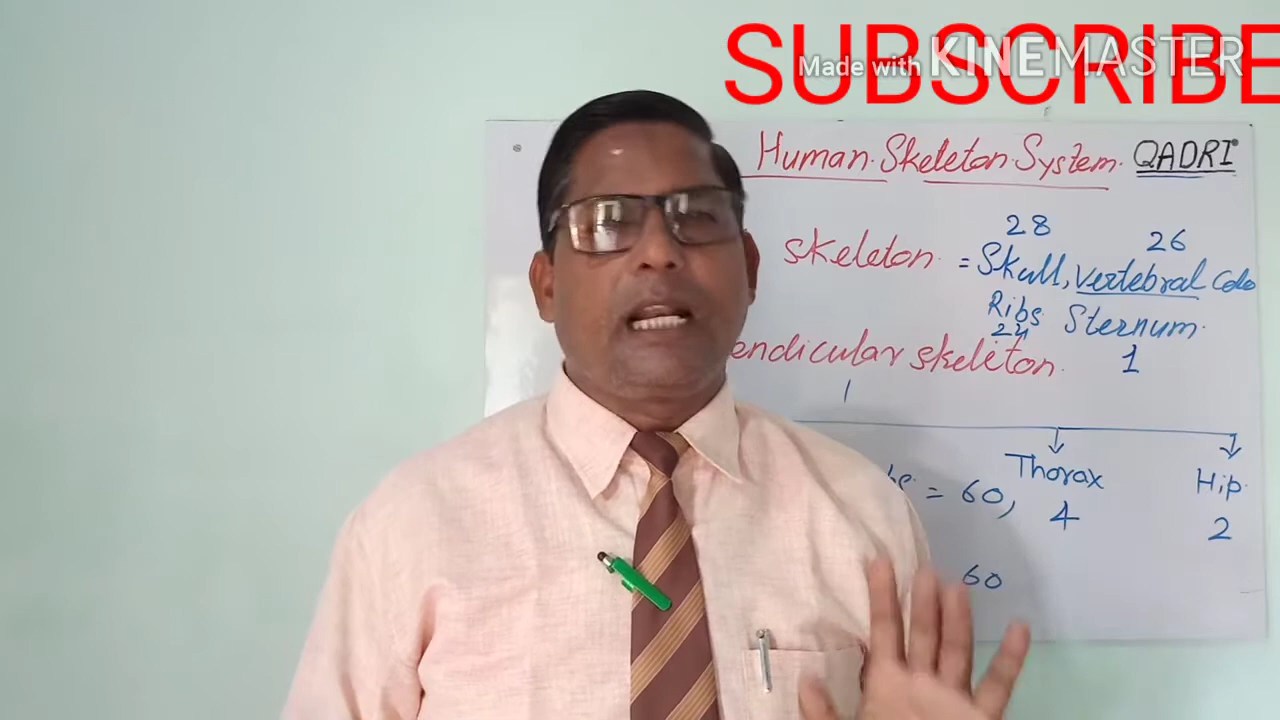 SUBSCRIBE
Made with KINEMASTER
Human Skeleton System. QADRI
28 26
Skeleton = Skull, Vertebral Colo
Ribs Sternum.
24 1
endicular skeleton.
Thorax Hip.
= 60, 4 2
60